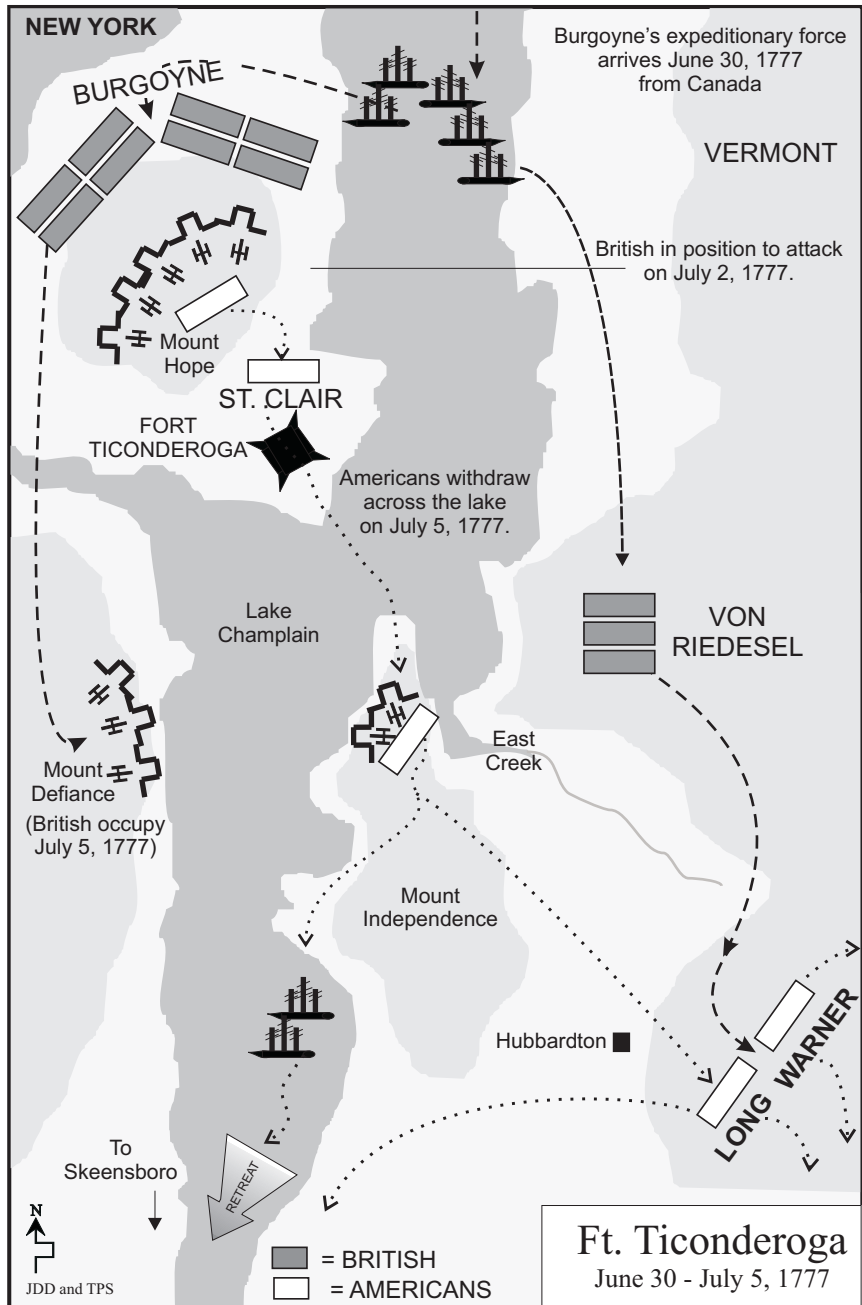 NEW YORK
Burgoyne's expeditionary force
arrives June 30, 1777
from Canada
BURGOYNE
VERMONT
British in position to attack
on July 2, 1777.
Mount
Hope
ST. CLAIR
FORT
TICONDEROGA
Americans withdraw
across the lake
on July 5, 1777.
Lake
Champlain
VON
RIEDESEL
East
Creek
Mount
Defiance
(British occupy
July 5, 1777)
Mount
Independence
Hubbardton
WARNER
LONG
To
Skeensboro
RETREAT
N
JDD and TPS
= BRITISH
= AMERICANS
Ft. Ticonderoga
June 30 - July 5, 1777